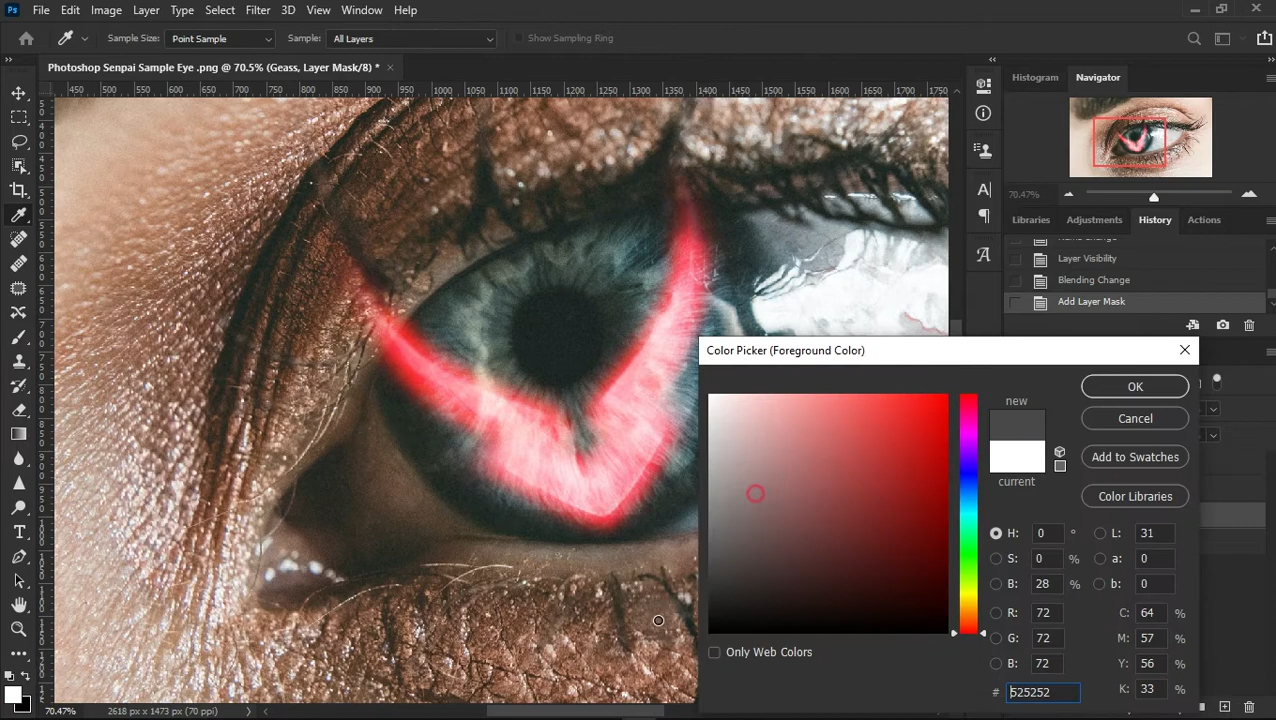 Ps File Edit Image Layer Type Select Filter 3D View Window Help
Sample Size: Point Sample Sample: All Layers Show Sampling Ring
Photoshop Senpai Sample Eye .png @ 70.5% (Geass, Layer Mask/8) *
450 500 550 600 650 700 750 800 850 900 950 1000 1050 1100 1150 1200 1250 1300 1350 1400 1450 1500 1550 1600 1650 1700 1750
Histogram Navigator
70.47%
Libraries Adjustments History Actions
Layer Visibility
Blending Change
Add Layer Mask
Color Picker (Foreground Color)
new
current
OK
Cancel
Add to Swatches
Color Libraries
H: 0 °
S: 0 %
B: 28 %
R: 72
G: 72
B: 72
L: 31
a: 0
b: 0
C: 64 %
M: 57 %
Y: 56 %
K: 33 %
# 525252
Only Web Colors
70.47% 2618 px x 1473 px (70 ppi)